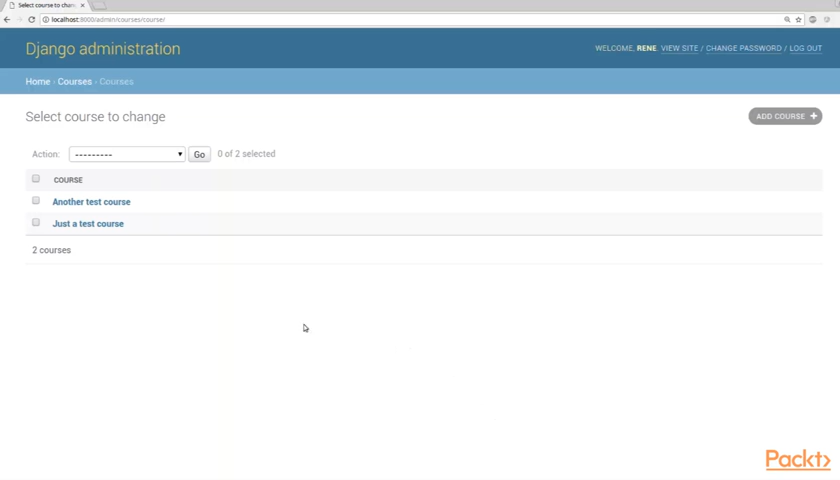 Select course to chang
localhost:8000/admin/courses/course/
Django administration
WELCOME, RENE. VIEW SITE / CHANGE PASSWORD / LOG OUT
Home › Courses › Courses
Select course to change
ADD COURSE +
Action: --------- Go 0 of 2 selected
COURSE
Another test course
Just a test course
2 courses
Packt>